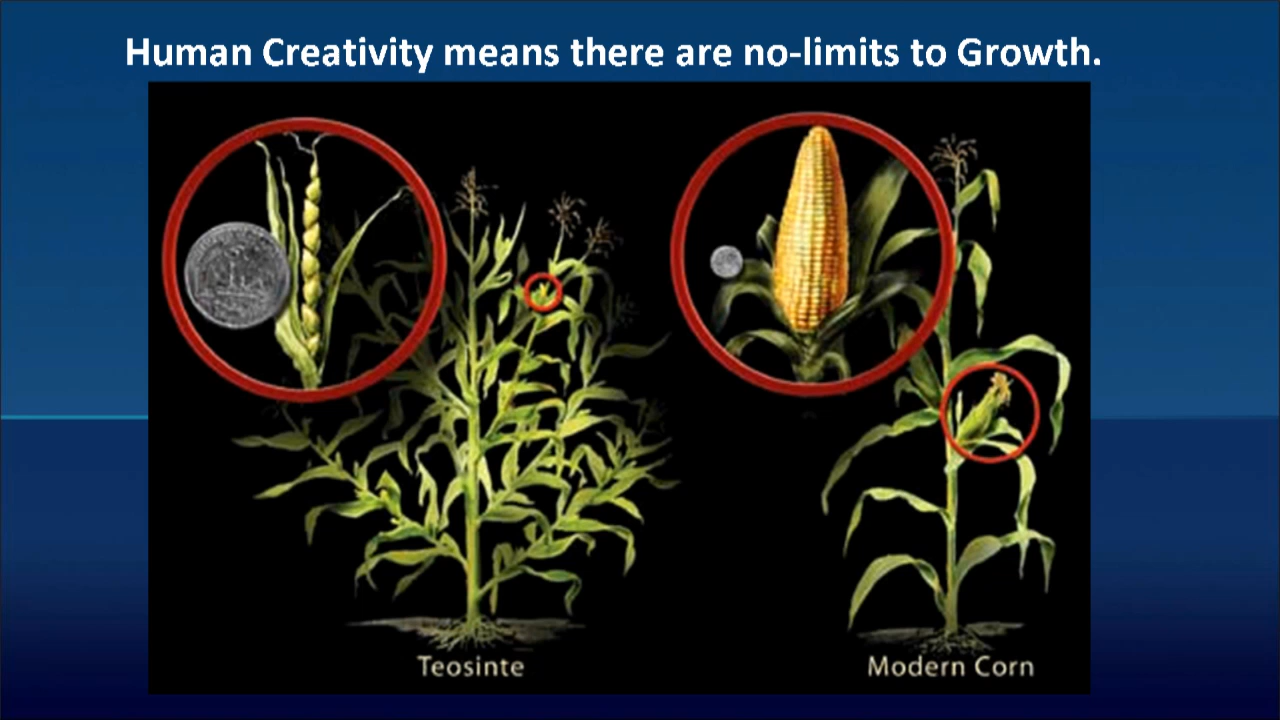 Human Creativity means there are no-limits to Growth.
Teosinte
Modern Corn